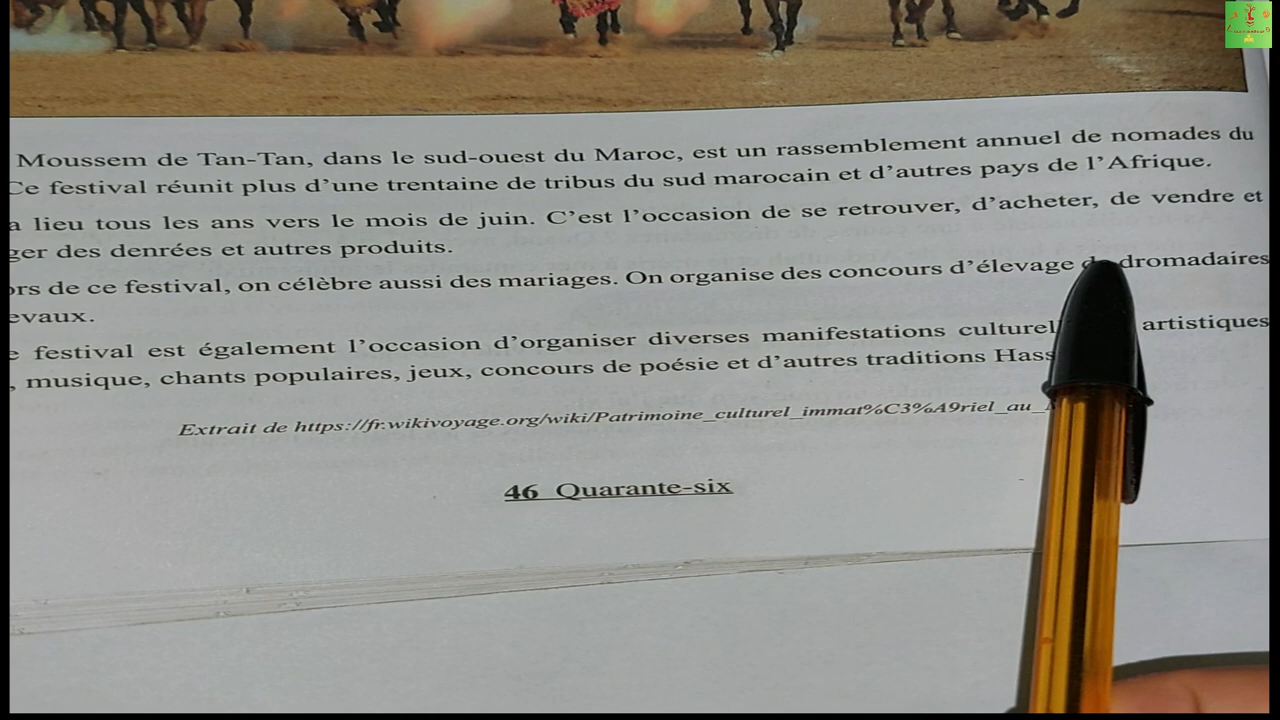 Moussem de Tan-Tan, dans le sud-ouest du Maroc, est un rassemblement annuel de nomades du
Ce festival réunit plus d'une trentaine de tribus du sud marocain et d'autres pays de l'Afrique.
a lieu tous les ans vers le mois de juin. C'est l'occasion de se retrouver, d'acheter, de vendre et
ger des denrées et autres produits.
ors de ce festival, on célèbre aussi des mariages. On organise des concours d'élevage dromadaires
evaux.
e festival est également l'occasion d'organiser diverses manifestations culturel artistiques
, musique, chants populaires, jeux, concours de poésie et d'autres traditions Hass
Extrait de https://fr.wikivoyage.org/wiki/Patrimoine_culturel_immat%C3%A9riel_au_
46 Quarante-six